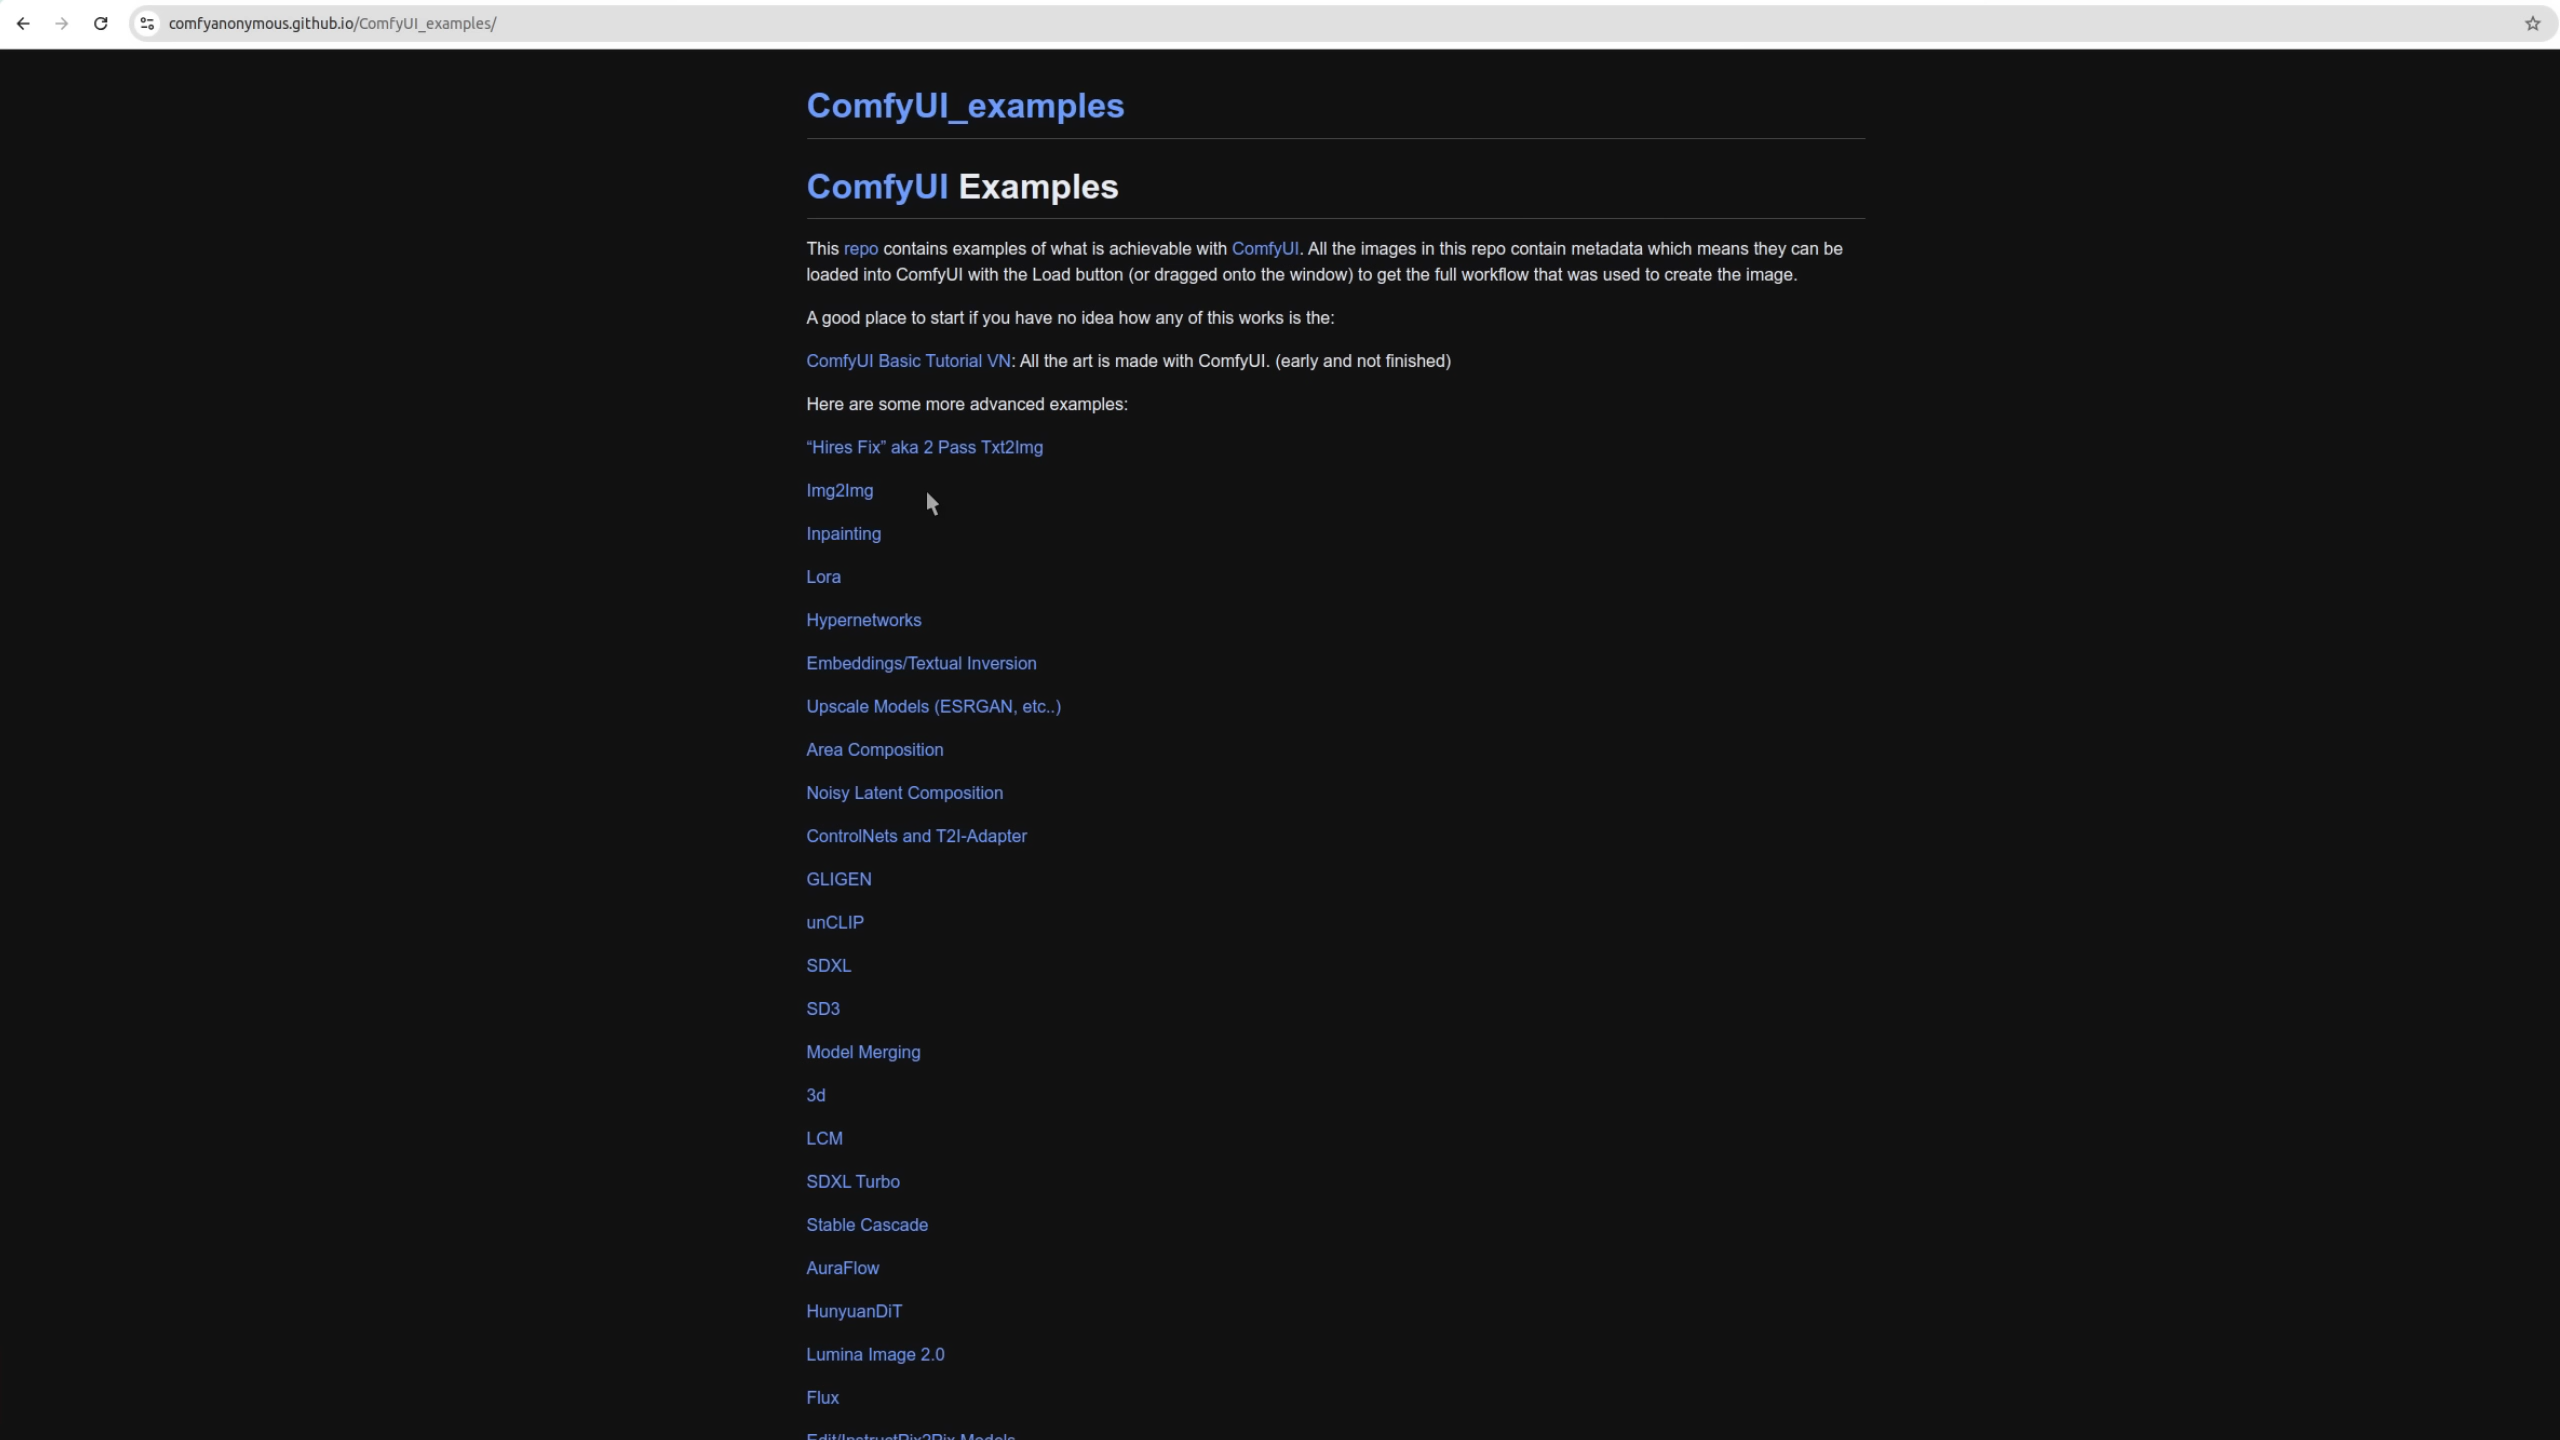 comfyanonymous.github.io/ComfyUI_examples/
ComfyUI_examples
ComfyUI Examples
This repo contains examples of what is achievable with ComfyUI. All the images in this repo contain metadata which means they can be
loaded into ComfyUI with the Load button (or dragged onto the window) to get the full workflow that was used to create the image.
A good place to start if you have no idea how any of this works is the:
ComfyUI Basic Tutorial VN: All the art is made with ComfyUI. (early and not finished)
Here are some more advanced examples:
“Hires Fix” aka 2 Pass Txt2Img
Img2Img
Inpainting
Lora
Hypernetworks
Embeddings/Textual Inversion
Upscale Models (ESRGAN, etc..)
Area Composition
Noisy Latent Composition
ControlNets and T2I-Adapter
GLIGEN
unCLIP
SDXL
SD3
Model Merging
3d
LCM
SDXL Turbo
Stable Cascade
AuraFlow
HunyuanDiT
Lumina Image 2.0
Flux
Edit/InstructPix2Pix Models